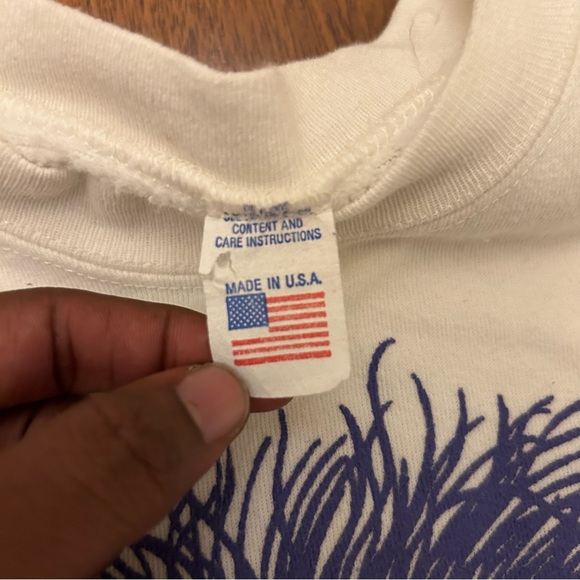 CONTENT AND
CARE INSTRUCTIONS
MADE IN U.S.A.